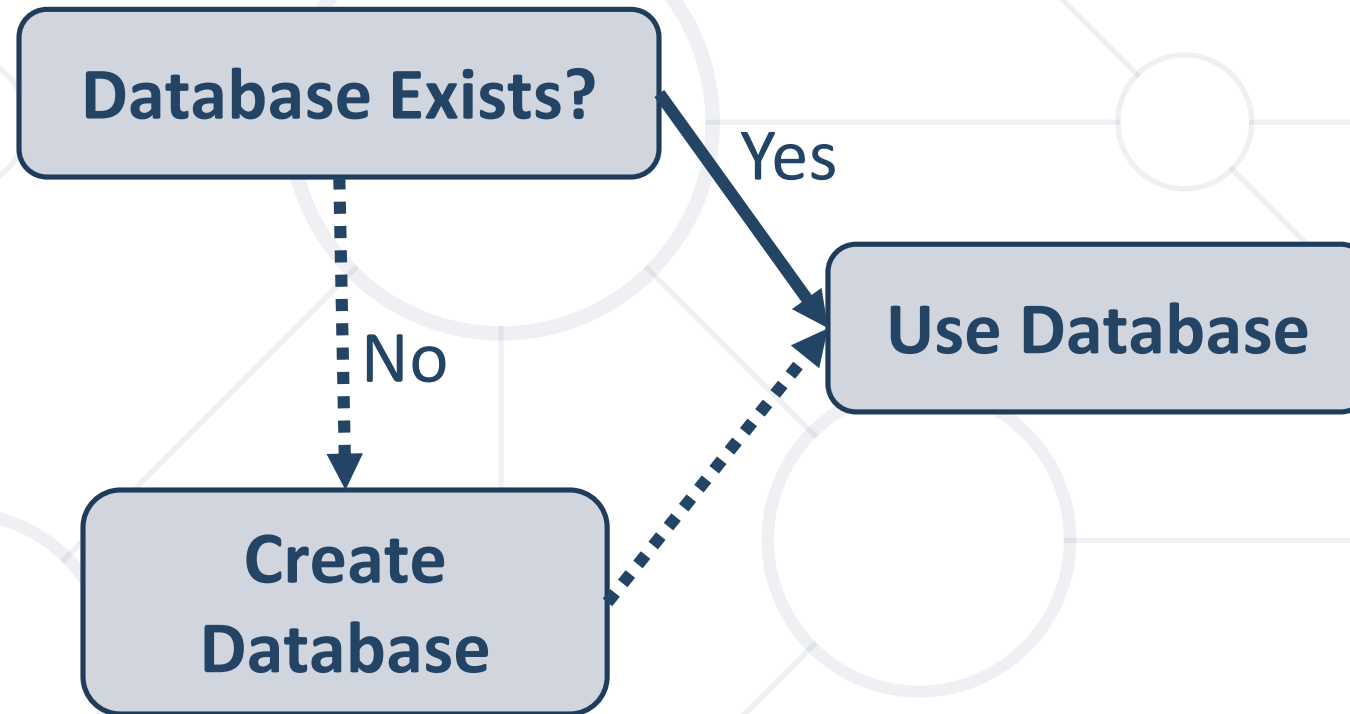 Database Exists?
Yes
Use Database
No
Create
Database